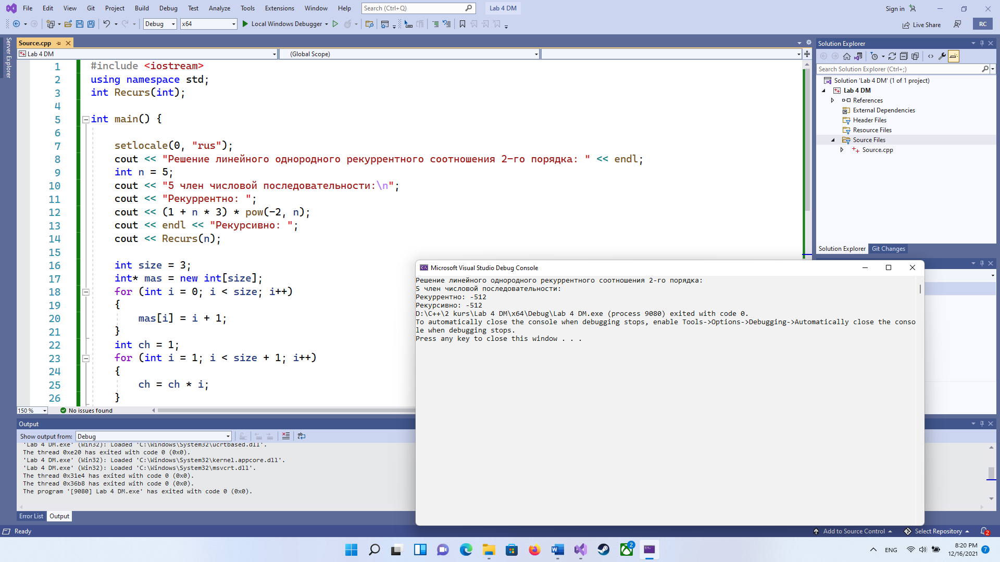 File Edit View Git Project Build Debug Test Analyze Tools Extensions Window Help Search (Ctrl+Q) Lab 4 DM Sign in
Debug x64 Local Windows Debugger Live Share RC
Server Explorer
Source.cpp
Lab 4 DM (Global Scope)
1 #include <iostream>
2 using namespace std;
3 int Recurs(int);
4
5 int main() {
6
7 setlocale(0, "rus");
8 cout << "Решение линейного однородного рекуррентного соотношения 2-го порядка: " << endl;
9 int n = 5;
10 cout << "5 член числовой последовательности:\n";
11 cout << "Рекуррентно: ";
12 cout << (1 + n * 3) * pow(-2, n);
13 cout << endl << "Рекурсивно: ";
14 cout << Recurs(n);
15
16 int size = 3;
17 int* mas = new int[size];
18 for (int i = 0; i < size; i++)
19 {
20 mas[i] = i + 1;
21 }
22 int ch = 1;
23 for (int i = 1; i < size + 1; i++)
24 {
25 ch = ch * i;
26 }
150 % No issues found
Solution Explorer
Search Solution Explorer (Ctrl+;)
Solution 'Lab 4 DM' (1 of 1 project)
Lab 4 DM
References
External Dependencies
Header Files
Resource Files
Source Files
Source.cpp
Solution Explorer Git Changes
Microsoft Visual Studio Debug Console
Решение линейного однородного рекуррентного соотношения 2-го порядка:
5 член числовой последовательности:
Рекуррентно: -512
Рекурсивно: -512
D:\C++\2 kurs\Lab 4 DM\x64\Debug\Lab 4 DM.exe (process 9080) exited with code 0.
To automatically close the console when debugging stops, enable Tools->Options->Debugging->Automatically close the conso
le when debugging stops.
Press any key to close this window . . .
Output
Show output from: Debug
'Lab 4 DM.exe' (Win32): Loaded 'C:\Windows\System32\ucrtbased.dll'.
The thread 0xe20 has exited with code 0 (0x0).
'Lab 4 DM.exe' (Win32): Loaded 'C:\Windows\System32\kernel.appcore.dll'.
'Lab 4 DM.exe' (Win32): Loaded 'C:\Windows\System32\msvcrt.dll'.
The thread 0x31e4 has exited with code 0 (0x0).
The thread 0x36b8 has exited with code 0 (0x0).
The program '[9080] Lab 4 DM.exe' has exited with code 0 (0x0).
Error List Output
Ready Add to Source Control Select Repository 2
2 ENG 8:20 PM 7
12/16/2021